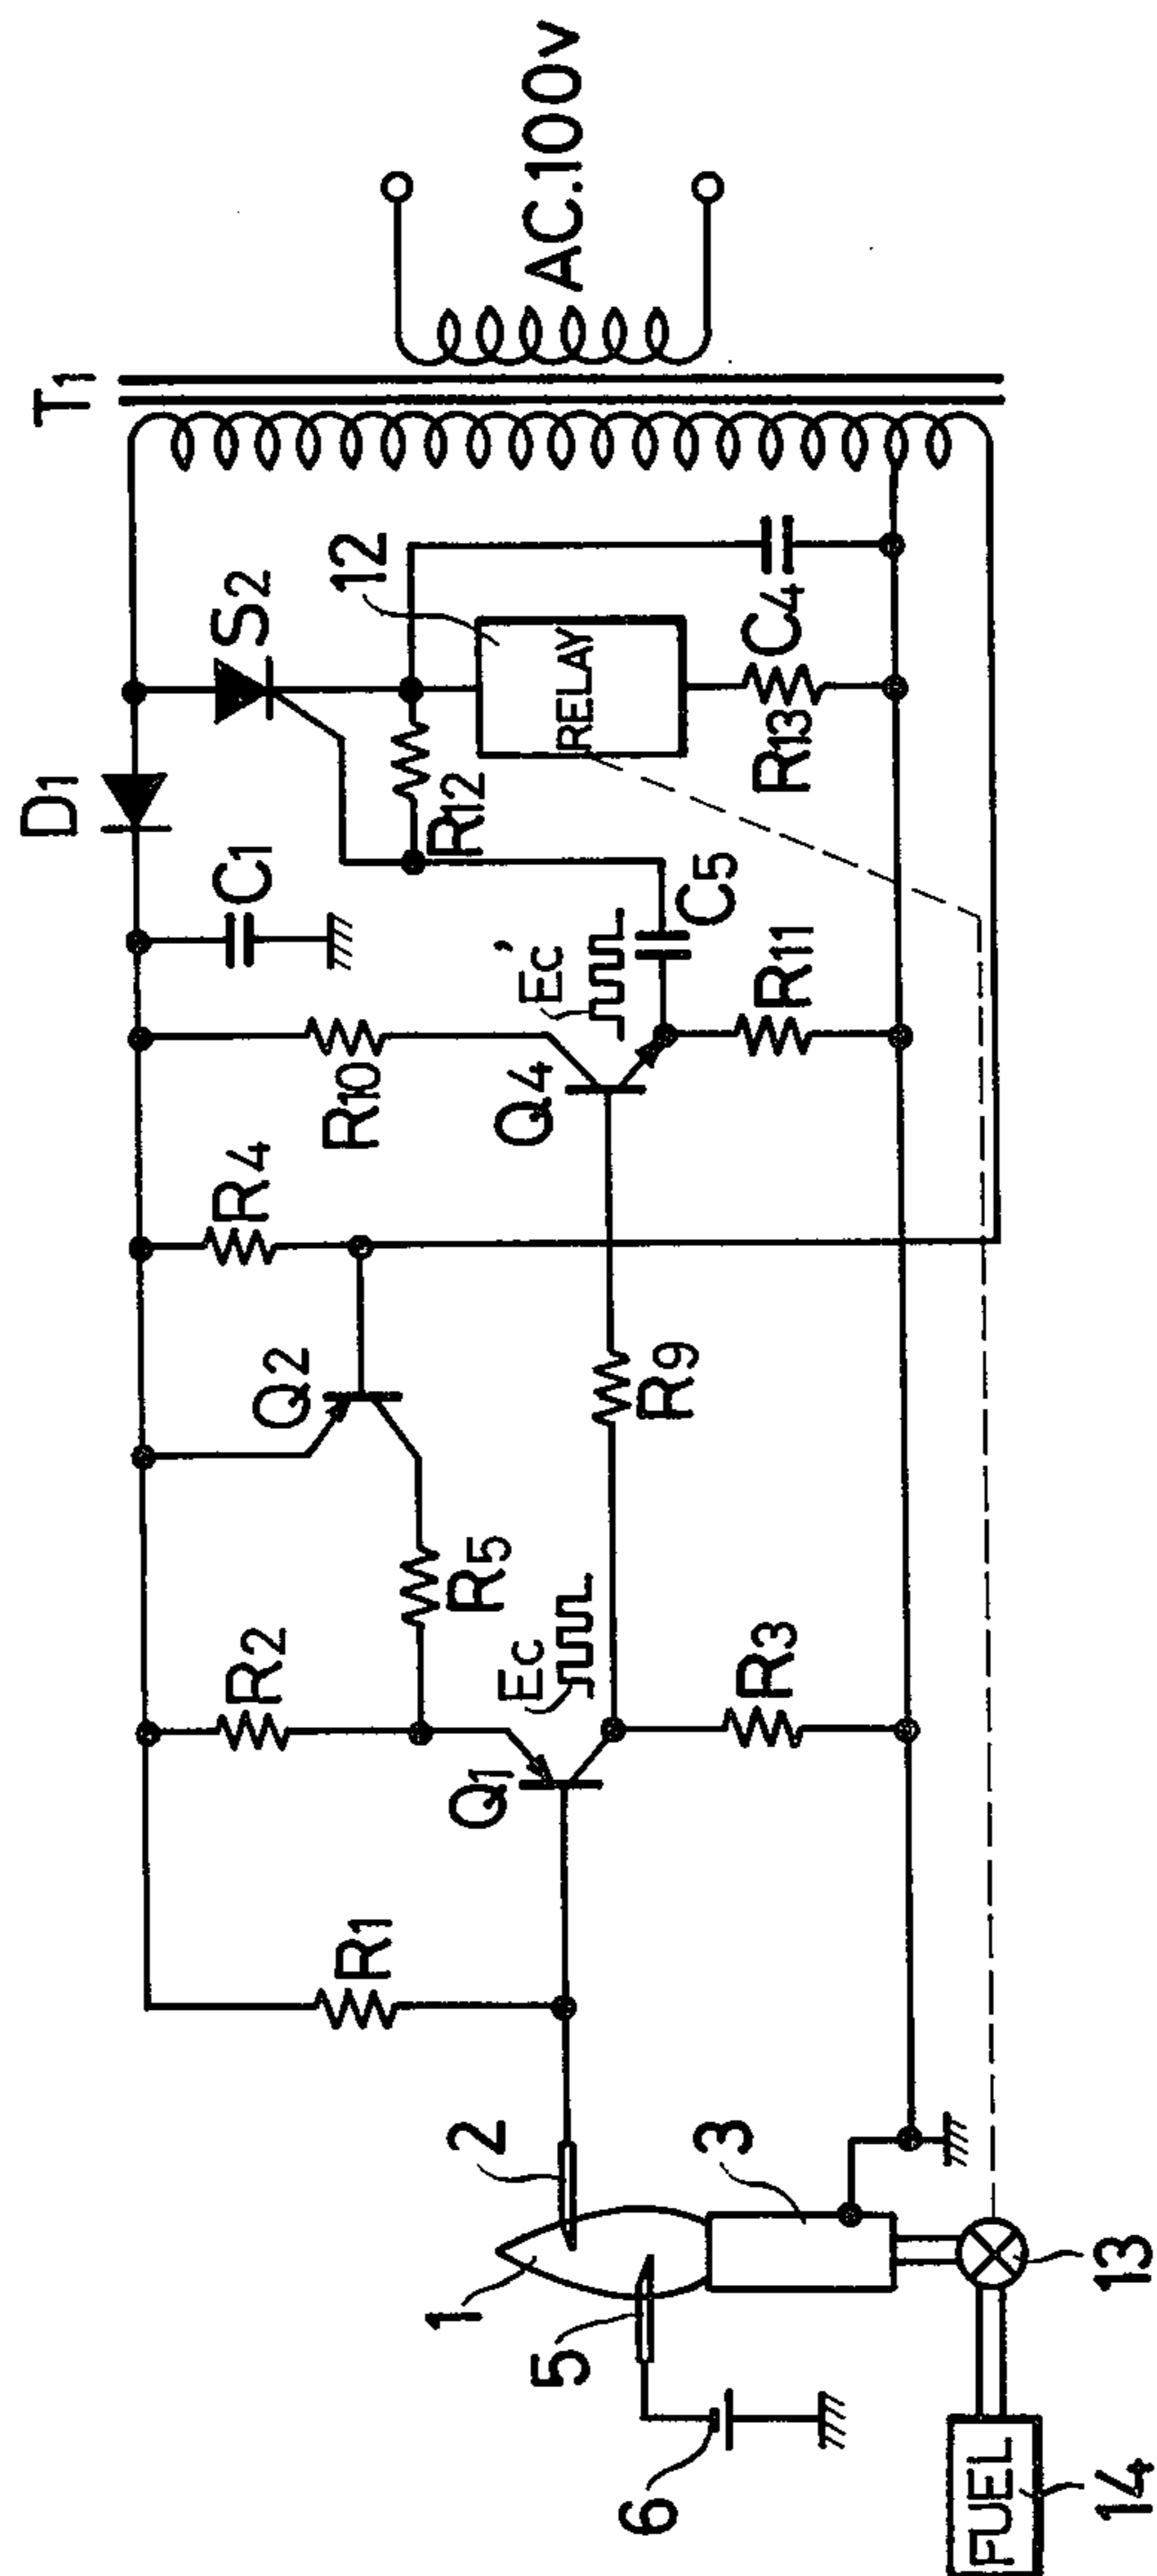 T1
AC.100v
D1
S2
12
C1
R12
RELAY
C4
R13
R10
Ec'
C5
R4
Q4
R11
Q2
R9
R5
R2
Ec
R3
Q1
R1
2
1
3
5
6
13
FUEL
14